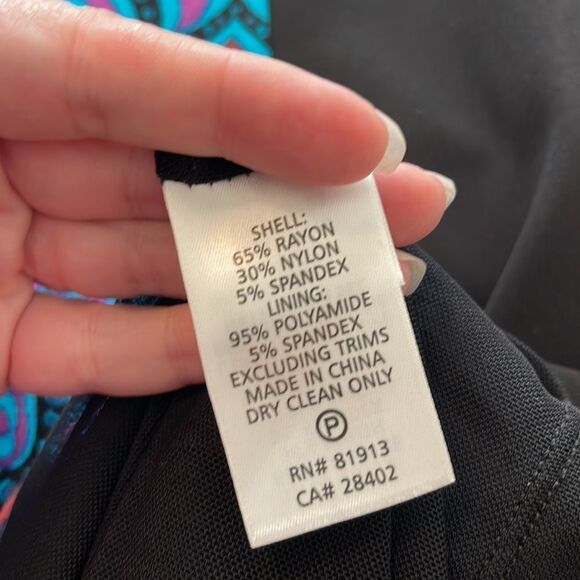 SHELL:
65% RAYON
30% NYLON
5% SPANDEX
LINING:
95% POLYAMIDE
5% SPANDEX
EXCLUDING TRIMS
MADE IN CHINA
DRY CLEAN ONLY
P
RN# 81913
CA# 28402